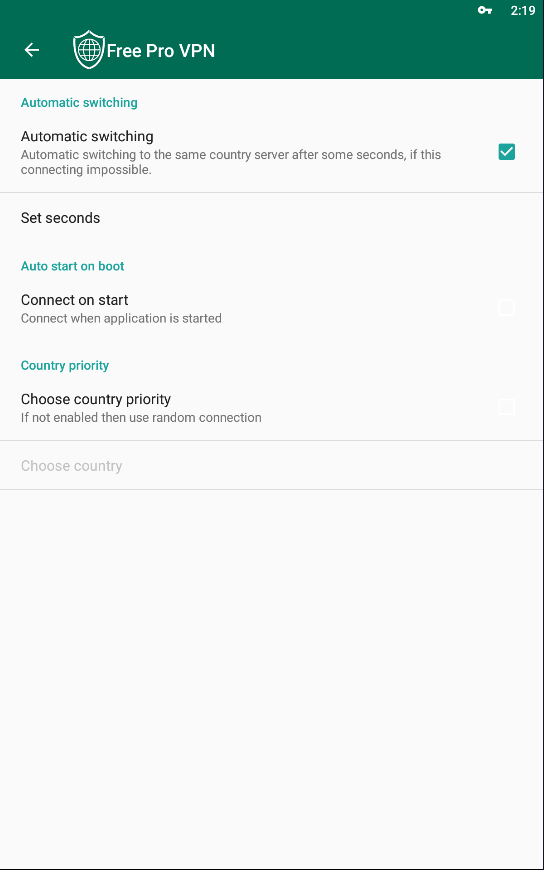 2:19
Free Pro VPN
Automatic switching
Automatic switching
Automatic switching to the same country server after some seconds, if this
connecting impossible.
Set seconds
Auto start on boot
Connect on start
Connect when application is started
Country priority
Choose country priority
If not enabled then use random connection
Choose country